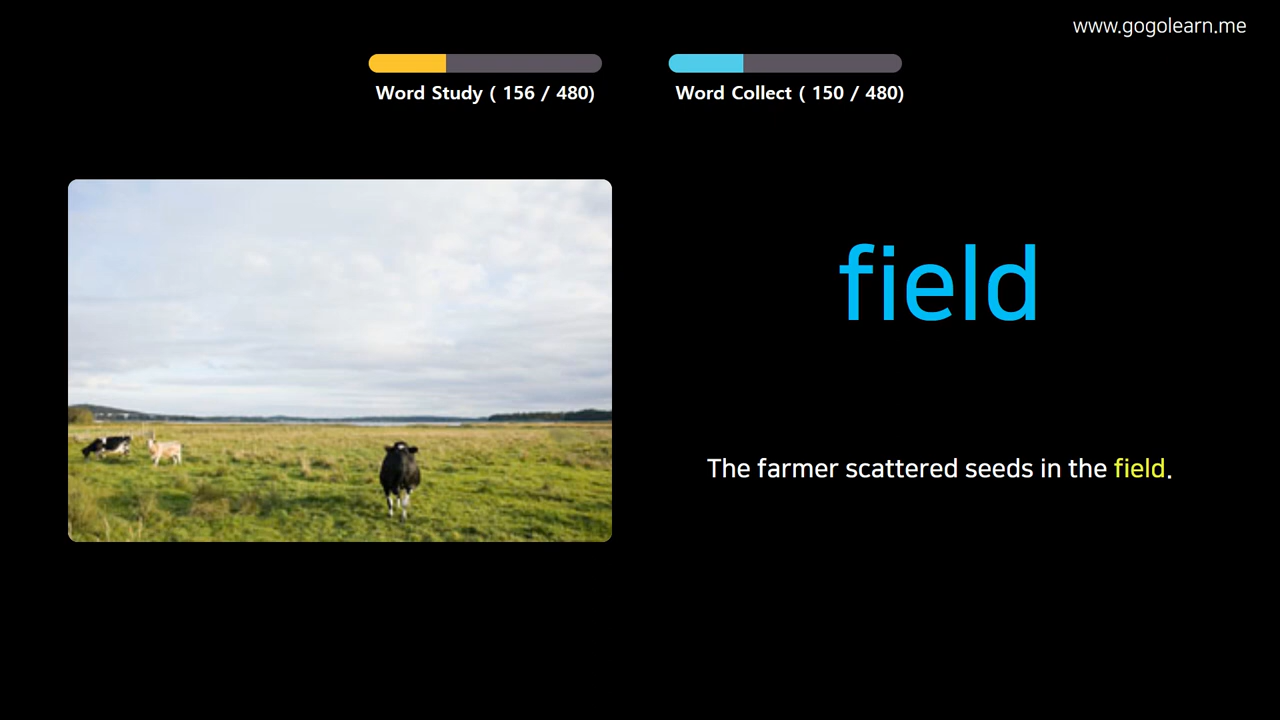 www.gogolearn.me
Word Study ( 156 / 480)
Word Collect ( 150 / 480)
field
The farmer scattered seeds in the field.